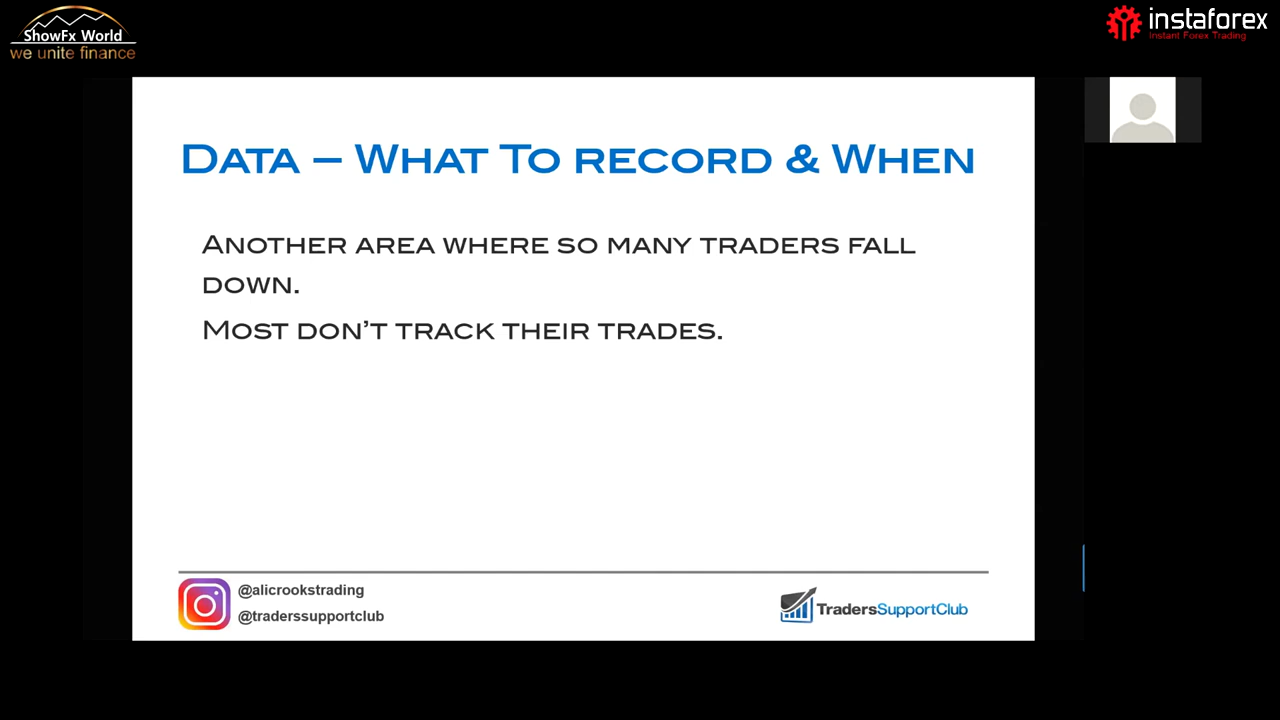 ShowFx World
we unite finance
instaforex
Instant Forex Trading
DATA – WHAT TO RECORD & WHEN
ANOTHER AREA WHERE SO MANY TRADERS FALL
DOWN.
MOST DON'T TRACK THEIR TRADES.
@alicrookstrading
@traderssupportclub
TradersSupportClub